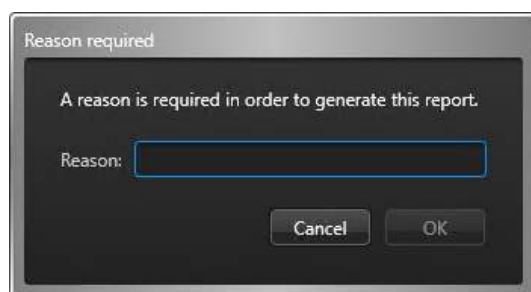 Reason required
A reason is required in order to generate this report.
Reason:
Cancel OK